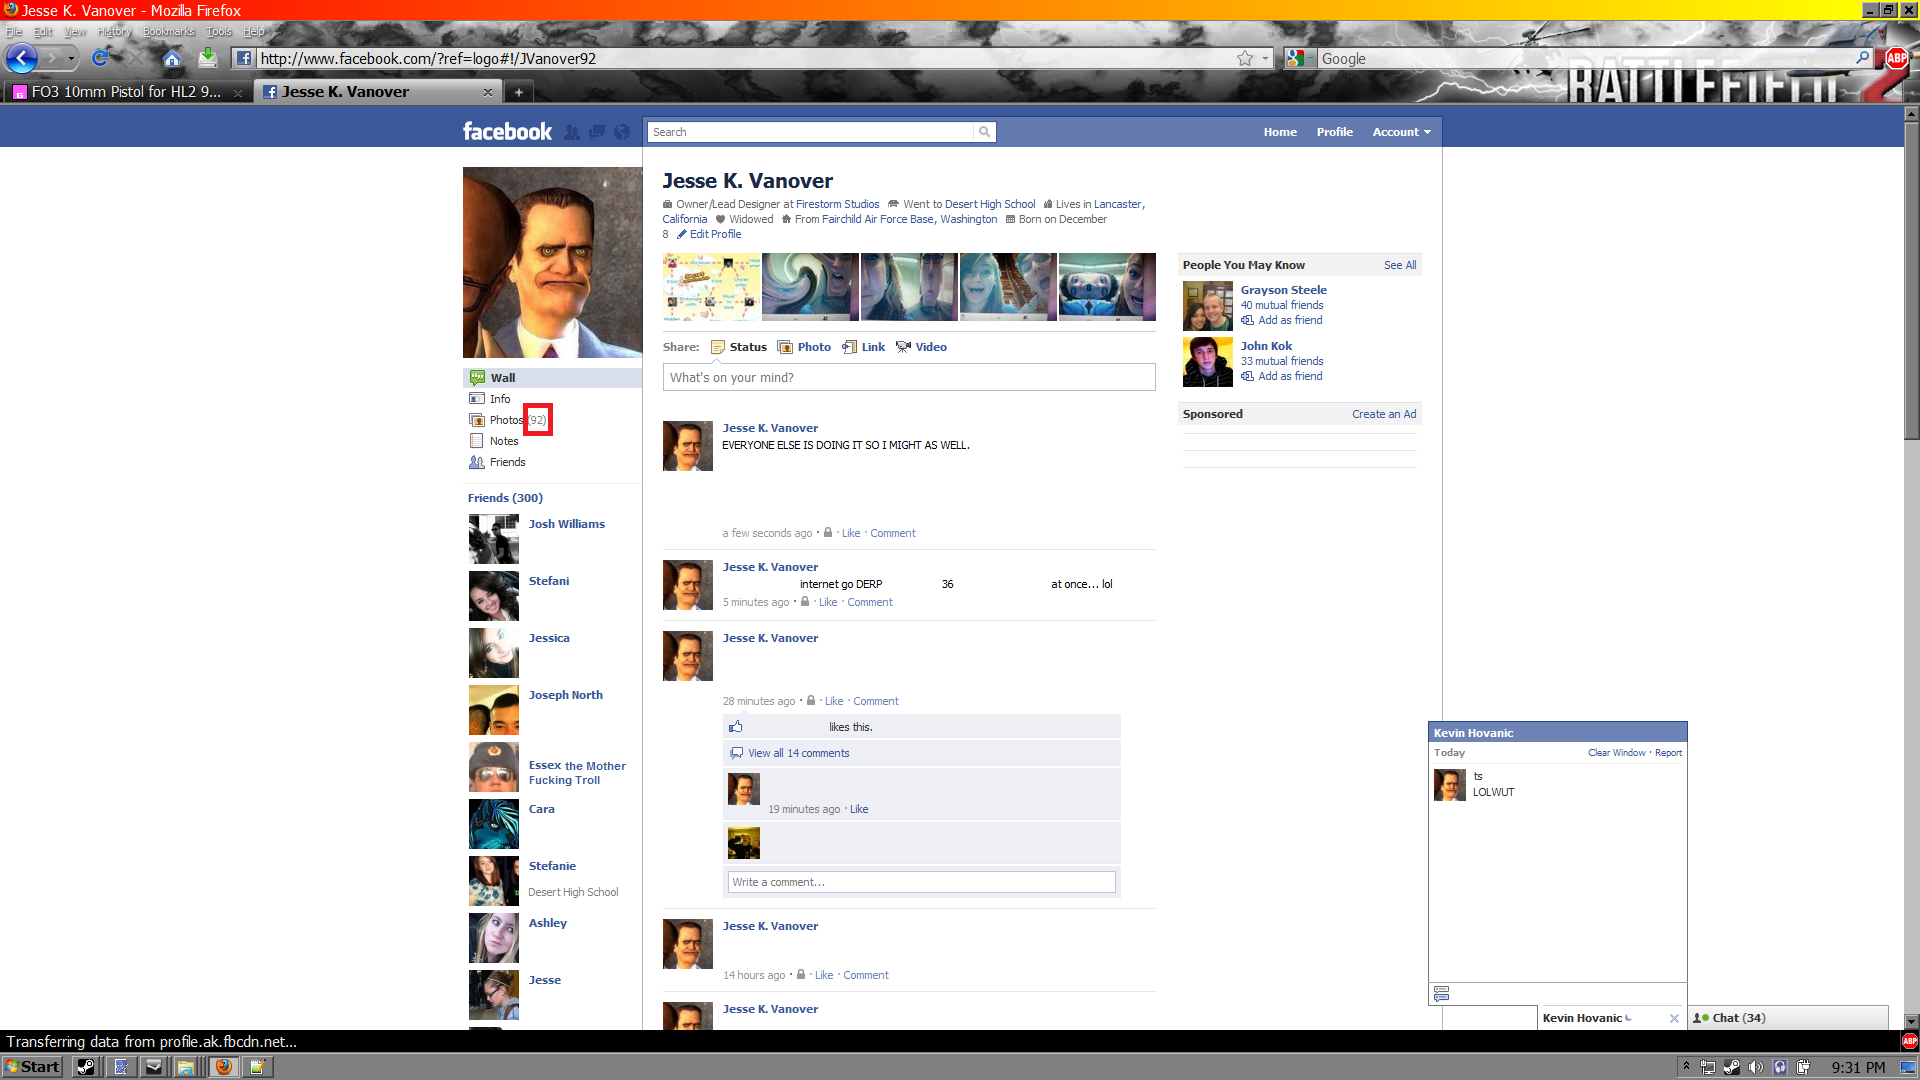 Jesse K. Vanover - Mozilla Firefox
File Edit View History Bookmarks Tools Help
http://www.facebook.com/?ref=logo#!/JVanover92
Google
ABP
BATTLEFIELD 2
FO3 10mm Pistol for HL2 9...
Jesse K. Vanover
facebook
Search
Home Profile Account
Jesse K. Vanover
Owner/Lead Designer at Firestorm Studios Went to Desert High School Lives in Lancaster,
California Widowed From Fairchild Air Force Base, Washington Born on December
8 Edit Profile
Share: Status Photo Link Video
What's on your mind?
Wall
Info
Photos (92)
Notes
Friends
Friends (300)
Josh Williams
Stefani
Jessica
Joseph North
Essex the Mother
Fucking Troll
Cara
Stefanie
Desert High School
Ashley
Jesse
Jesse K. Vanover
EVERYONE ELSE IS DOING IT SO I MIGHT AS WELL.
a few seconds ago · Like · Comment
Jesse K. Vanover
internet go DERP 36 at once... lol
5 minutes ago · Like · Comment
Jesse K. Vanover
28 minutes ago · Like · Comment
likes this.
View all 14 comments
19 minutes ago · Like
Write a comment...
Jesse K. Vanover
14 hours ago · Like · Comment
Jesse K. Vanover
People You May Know See All
Grayson Steele
40 mutual friends
Add as friend
John Kok
33 mutual friends
Add as friend
Sponsored Create an Ad
Kevin Hovanic
Today Clear Window · Report
ts
LOLWUT
Kevin Hovanic
Chat (34)
Transferring data from profile.ak.fbcdn.net...
ABP
Start
9:31 PM